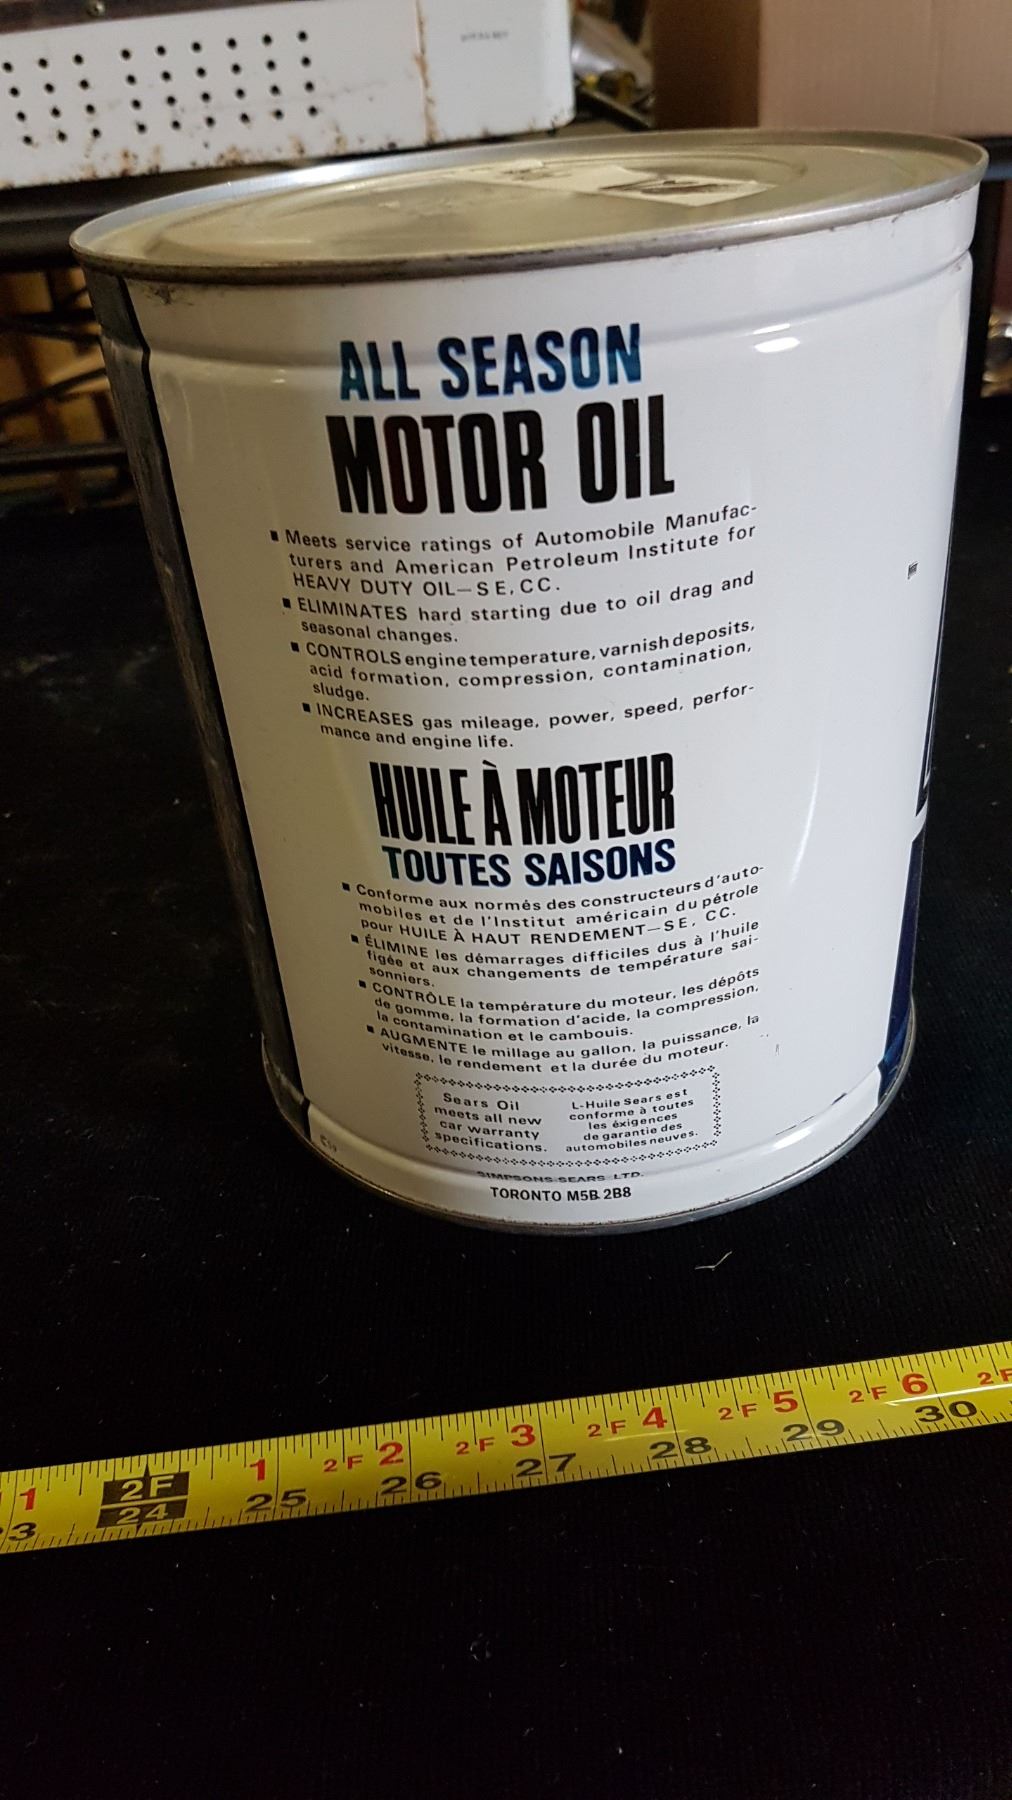 ALL SEASON
MOTOR OIL
▪ Meets service ratings of Automobile Manufac-
turers and American Petroleum Institute for
HEAVY DUTY OIL—SE, CC.
▪ ELIMINATES hard starting due to oil drag and
seasonal changes.
▪ CONTROLS engine temperature, varnish deposits,
acid formation, compression, contamination,
sludge.
▪ INCREASES gas mileage, power, speed, perfor-
mance and engine life.
HUILE À MOTEUR
TOUTES SAISONS
▪ Conforme aux normés des constructeurs d'auto-
mobiles et de l'Institut américain du pétrole
pour HUILE À HAUT RENDEMENT—SE, CC.
▪ ÉLIMINE les démarrages difficiles dus à l'huile
figée et aux changements de température sai-
sonniers.
▪ CONTRÔLE la température du moteur, les dépôts
de gomme, la formation d'acide, la compression,
la contamination et le cambouis.
▪ AUGMENTE le millage au gallon, la puissance, la
vitesse, le rendement et la durée du moteur.
Sears Oil
meets all new
car warranty
specifications.
L-Huile Sears est
conforme à toutes
les éxigences
de garantie des
automobiles neuves.
SIMPSONS-SEARS LTD.
TORONTO M5B 2B8
1 2F 1 2F 2 2F 3 2F 4 2F 5 2F 6 2F
3 24 25 26 27 28 29 30